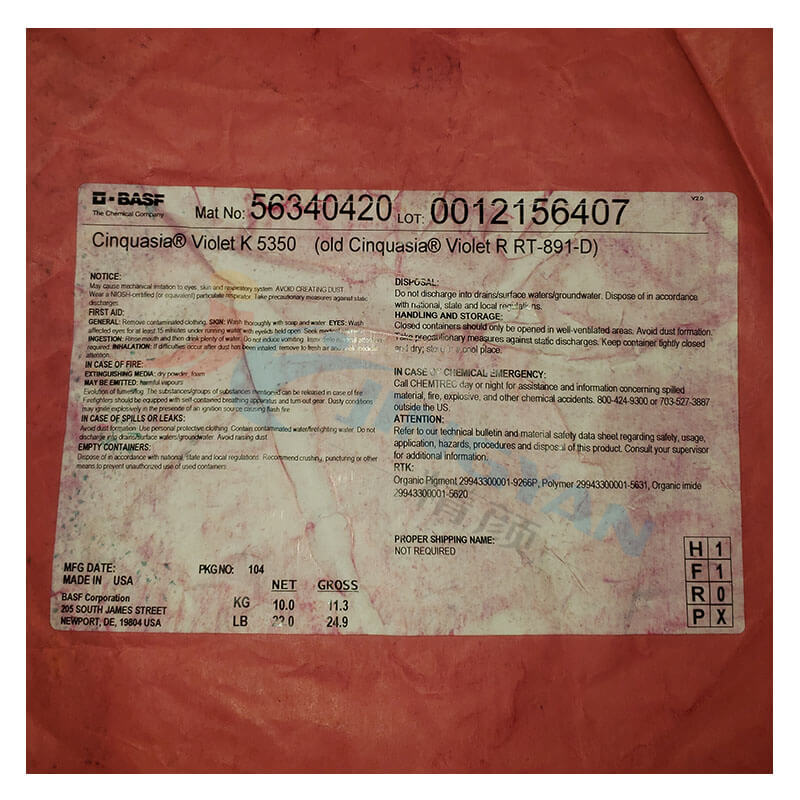 BASF
The Chemical Company
Mat No: 56340420 LOT: 0012156407
V2.0
Cinquasia® Violet K 5350 (old Cinquasia® Violet R RT-891-D)
NOTICE:
May cause mechanical irritation to eyes, skin and respiratory system. AVOID CREATING DUST.
Wear a NIOSH-certified (or equivalent) particulate respirator. Take precautionary measures against static
discharges.
FIRST AID:
GENERAL: Remove contaminated clothing. SKIN: Wash thoroughly with soap and water. EYES: Wash
affected eyes for at least 15 minutes under running water with eyelids held open. Seek
INGESTION: Rinse mouth and then drink plenty of water. Do not induce vomiting.
required. INHALATION: If difficulties occur after dust has been inhaled, remove to fresh air and
attention.
IN CASE OF FIRE:
EXTINGUISHING MEDIA: dry powder, foam
MAY BE EMITTED: harmful vapours
Evolution of fumes/fog. The substances/groups of substances mentioned can be released in case of fire.
Firefighters should be equipped with self contained breathing apparatus and turn-out gear. Dusty conditions
may ignite explosively in the presence of an ignition source causing flash fire.
IN CASE OF SPILLS OR LEAKS:
Avoid dust formation. Use personal protective clothing. Contain contaminated water/firefighting water. Do not
discharge into drains/surface waters/groundwater. Avoid raising dust.
EMPTY CONTAINERS:
Dispose of in accordance with national, state and local regulations. Recommend crushing, puncturing or other
means to prevent unauthorized use of used containers.
DISPOSAL:
Do not discharge into drains/surface waters/groundwater. Dispose of in accordance
with national, state and local regulations.
HANDLING AND STORAGE:
Closed containers should only be opened in well-ventilated areas. Avoid dust formation.
Take precautionary measures against static discharges. Keep container tightly closed
and dry; store in a cool place.
IN CASE OF CHEMICAL EMERGENCY:
Call CHEMTREC day or night for assistance and information concerning spilled
material, fire, explosive, and other chemical accidents. 800-424-9300 or 703-527-3887
outside the US.
ATTENTION:
Refer to our technical bulletin and material safety data sheet regarding safety, usage,
application, hazards, procedures and disposal of this product. Consult your supervisor
for additional information.
RTK:
Organic Pigment 29943300001-9266P, Polymer 29943300001-5631, Organic imide
29943300001-5620
PROPER SHIPPING NAME:
NOT REQUIRED
H 1
F 1
R 0
P X
MFG DATE:
MADE IN USA
PKG NO: 104
BASF Corporation
205 SOUTH JAMES STREET
NEWPORT, DE, 19804 USA
NET GROSS
KG 10.0 11.3
LB 22.0 24.9